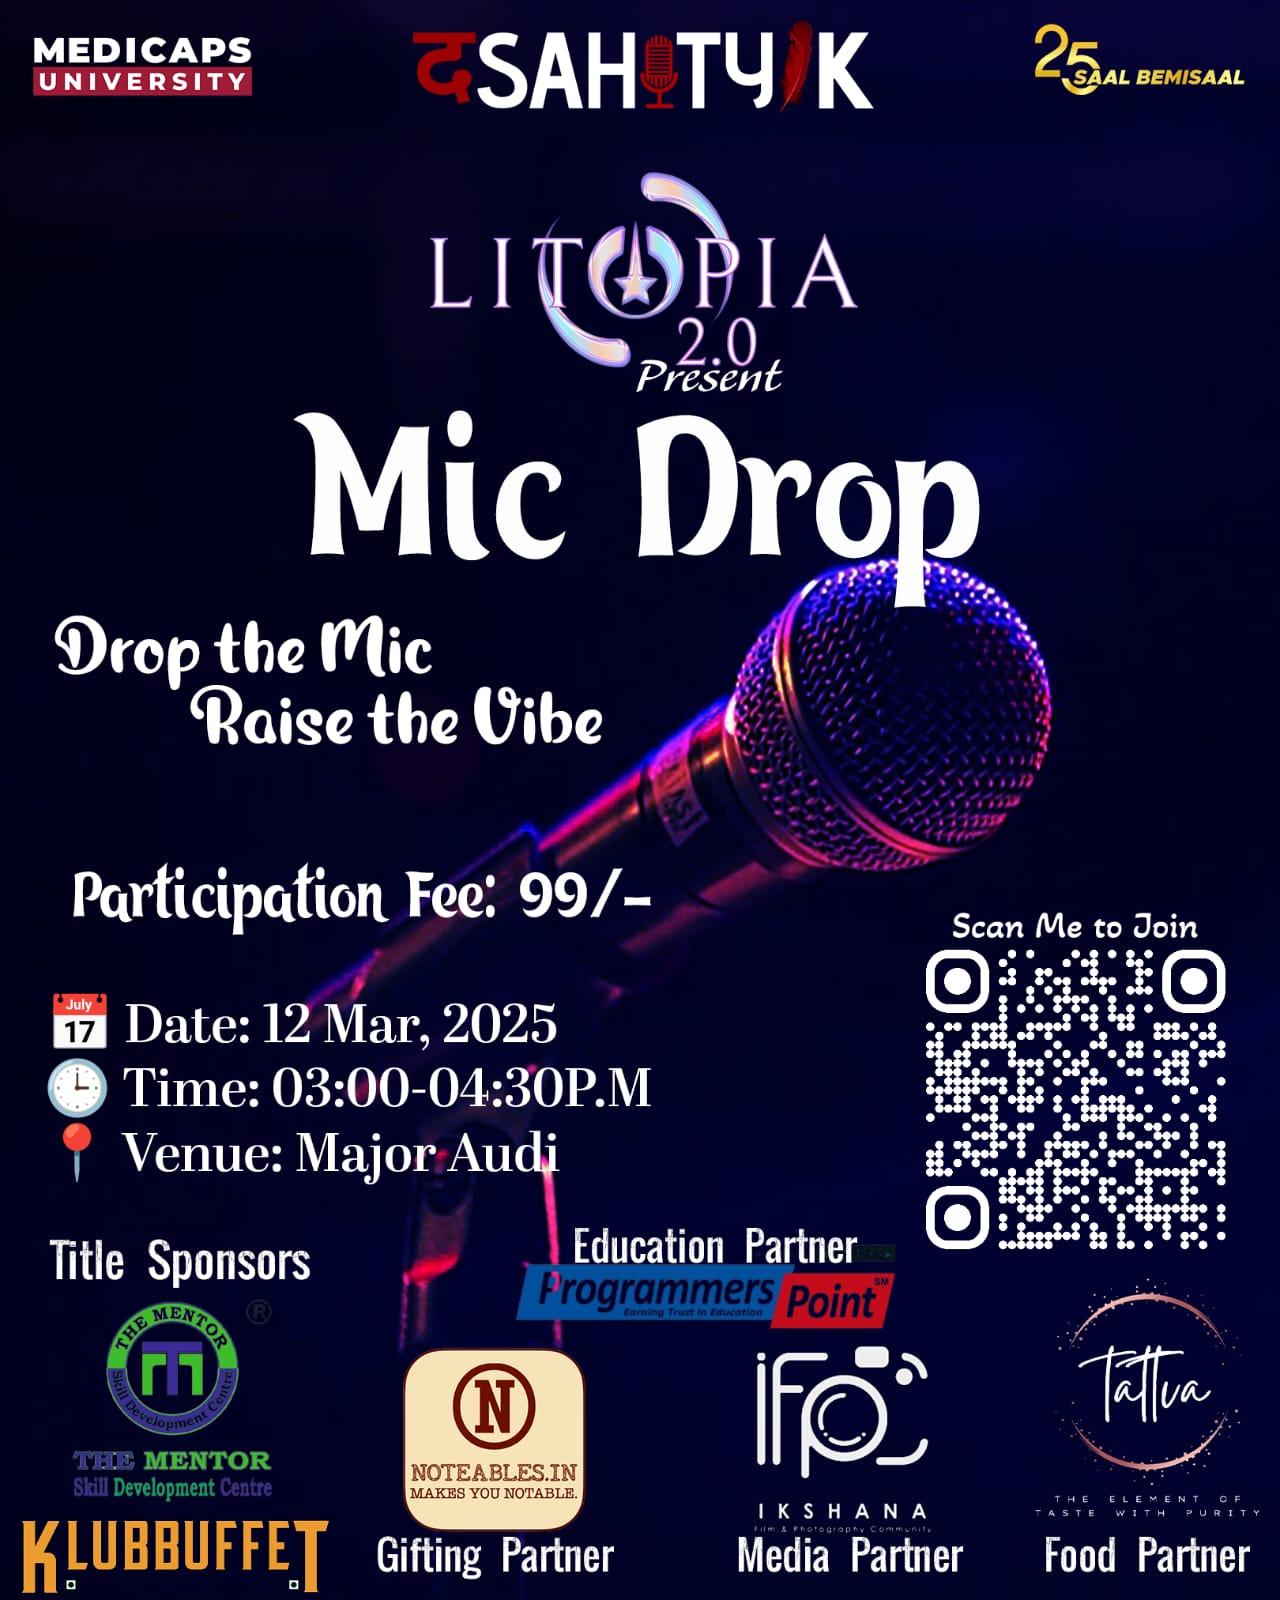 MEDICAPS
UNIVERSITY
दSAHITYIK
25
SAAL BEMISAAL
LITOPIA
2.0
Present
Mic Drop
Drop the Mic
Raise the Vibe
Participation Fee: 99/-
Scan Me to Join
July
17
Date: 12 Mar, 2025
Time: 03:00-04:30P.M
Venue: Major Audi
Title Sponsors
Education Partner
Programmers Point SM
Earning Trust in Education
THE MENTOR
Skill Development Centre
®
THE MENTOR
Skill Development Centre
KLUBBUFFET
N
NOTEABLES.IN
MAKES YOU NOTABLE.
Gifting Partner
ifp
IKSHANA
Film & Photography Community
Media Partner
Tattva
THE ELEMENT OF
TASTE WITH PURITY
Food Partner